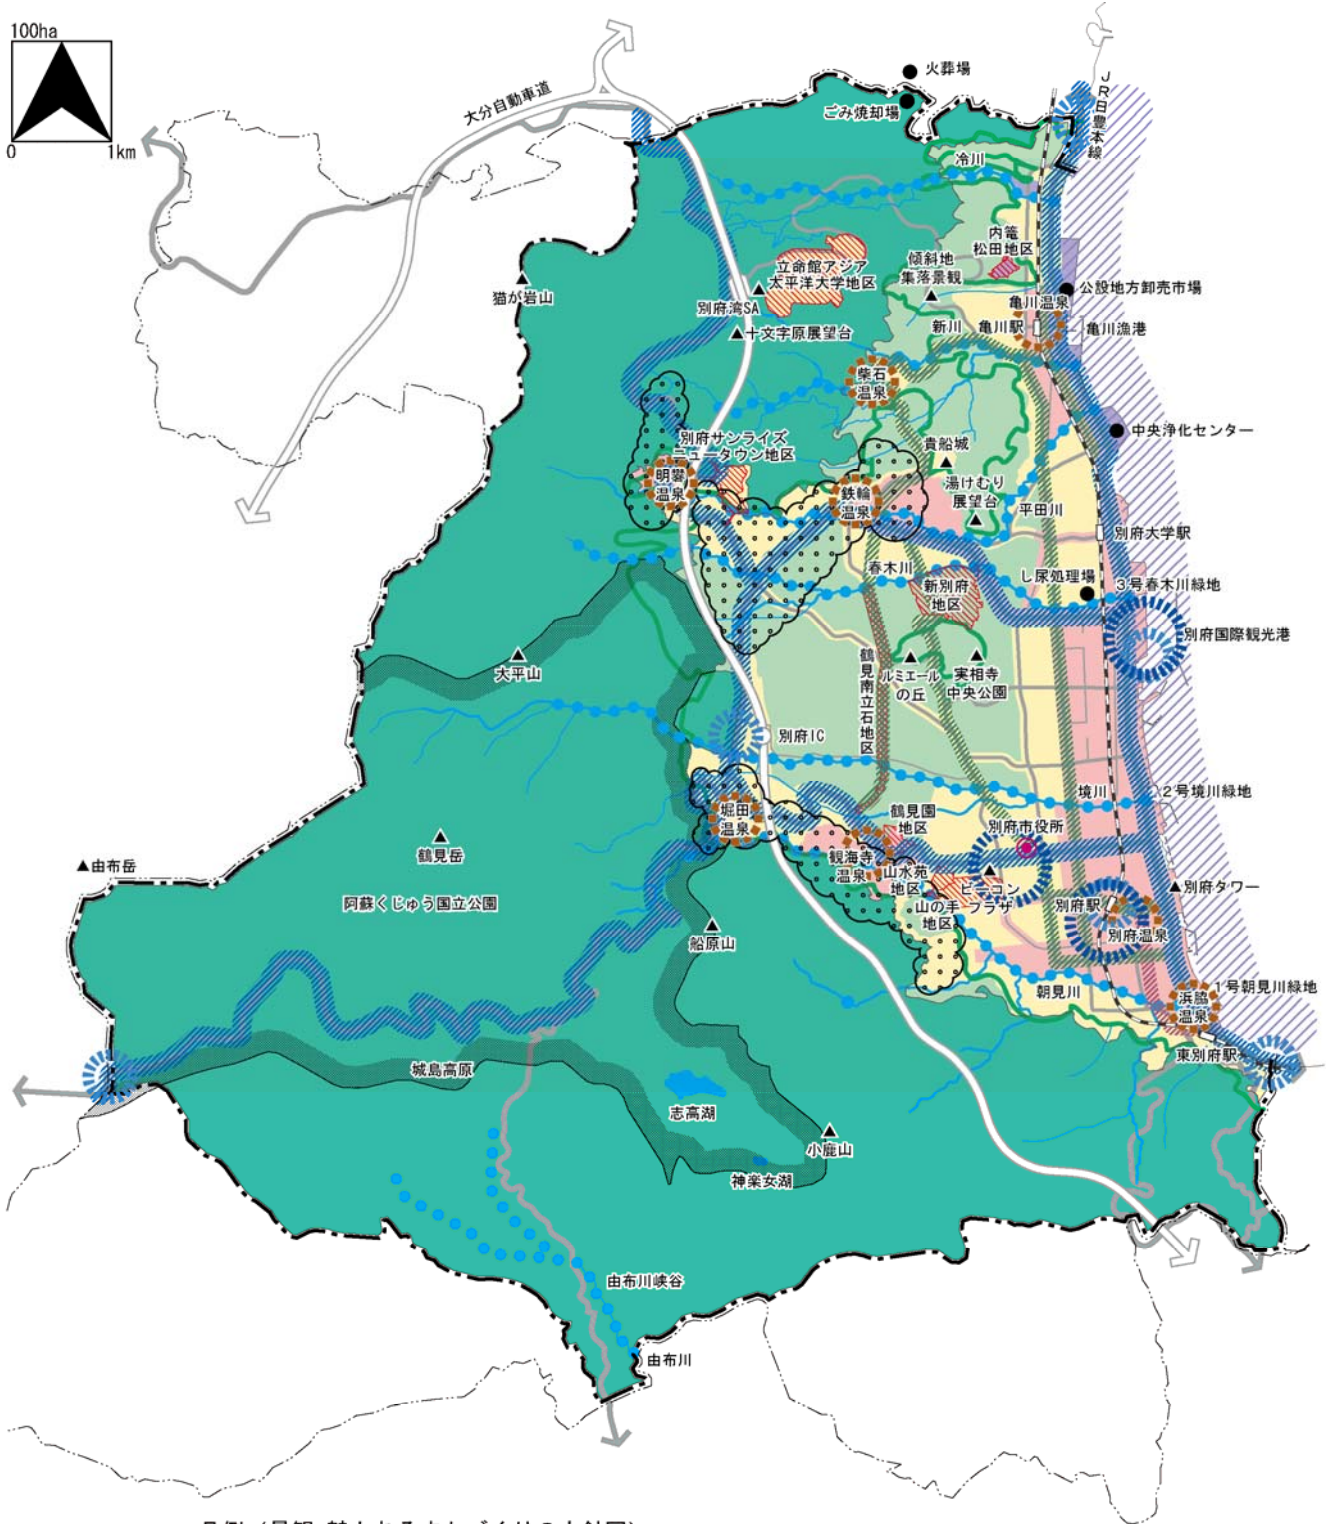 100ha
0 1km
大分自動車道
火葬場
ごみ焼却場
JR日豊本線
冷川
内竈
松田地区
傾斜地
集落景観
立命館アジア
太平洋大学地区
猫が岩山
別府湾SA
十文字原展望台
公設地方卸売市場
亀川温泉
新川
亀川駅
亀川漁港
柴石
温泉
別府サンライズ
ニュータウン地区
中央浄化センター
貴船城
明礬
温泉
鉄輪
温泉
湯けむり
展望台
平田川
別府大学駅
春木川
し尿処理場
3号春木川緑地
新別府
地区
別府国際観光港
大平山
鶴見南立石地区
ルミエール
の丘
実相寺
中央公園
別府IC
境川
2号境川緑地
堀田
温泉
鶴見園
地区
別府市役所
鶴見岳
由布岳
観海寺
温泉
山水苑
地区
ビーコン
プラザ
別府タワー
阿蘇くじゅう国立公園
山の手
地区
別府駅
別府温泉
船原山
朝見川
1号朝見川緑地
浜脇
温泉
東別府駅
城島高原
志高湖
小鹿山
神楽女湖
由布川峡谷
由布川